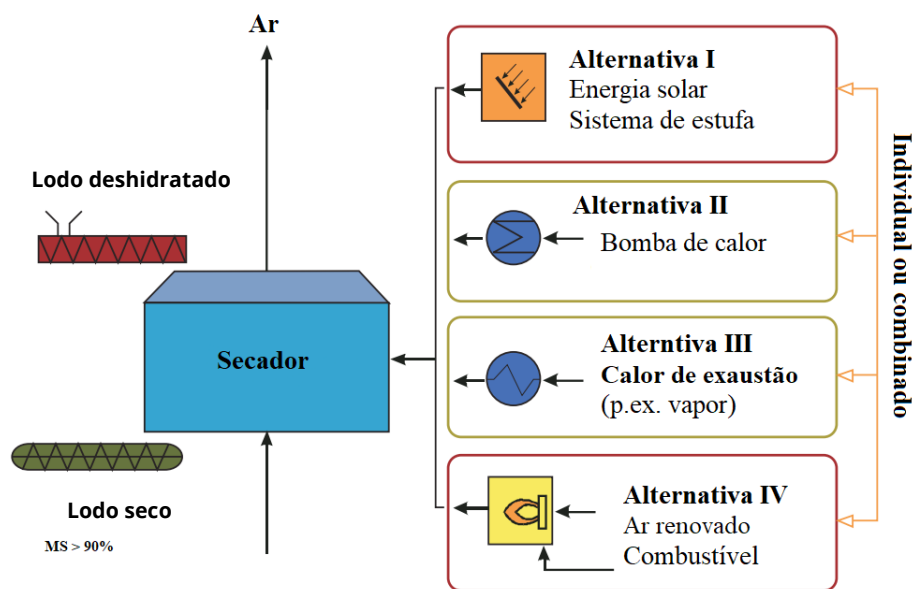 Ar
Lodo deshidratado
Secador
Lodo seco
MS > 90%
Alternativa I
Energia solar
Sistema de estufa
Alternativa II
Bomba de calor
Alterntiva III
Calor de exaustão
(p.ex. vapor)
Alternativa IV
Ar renovado
Combustível
Individual ou combinado